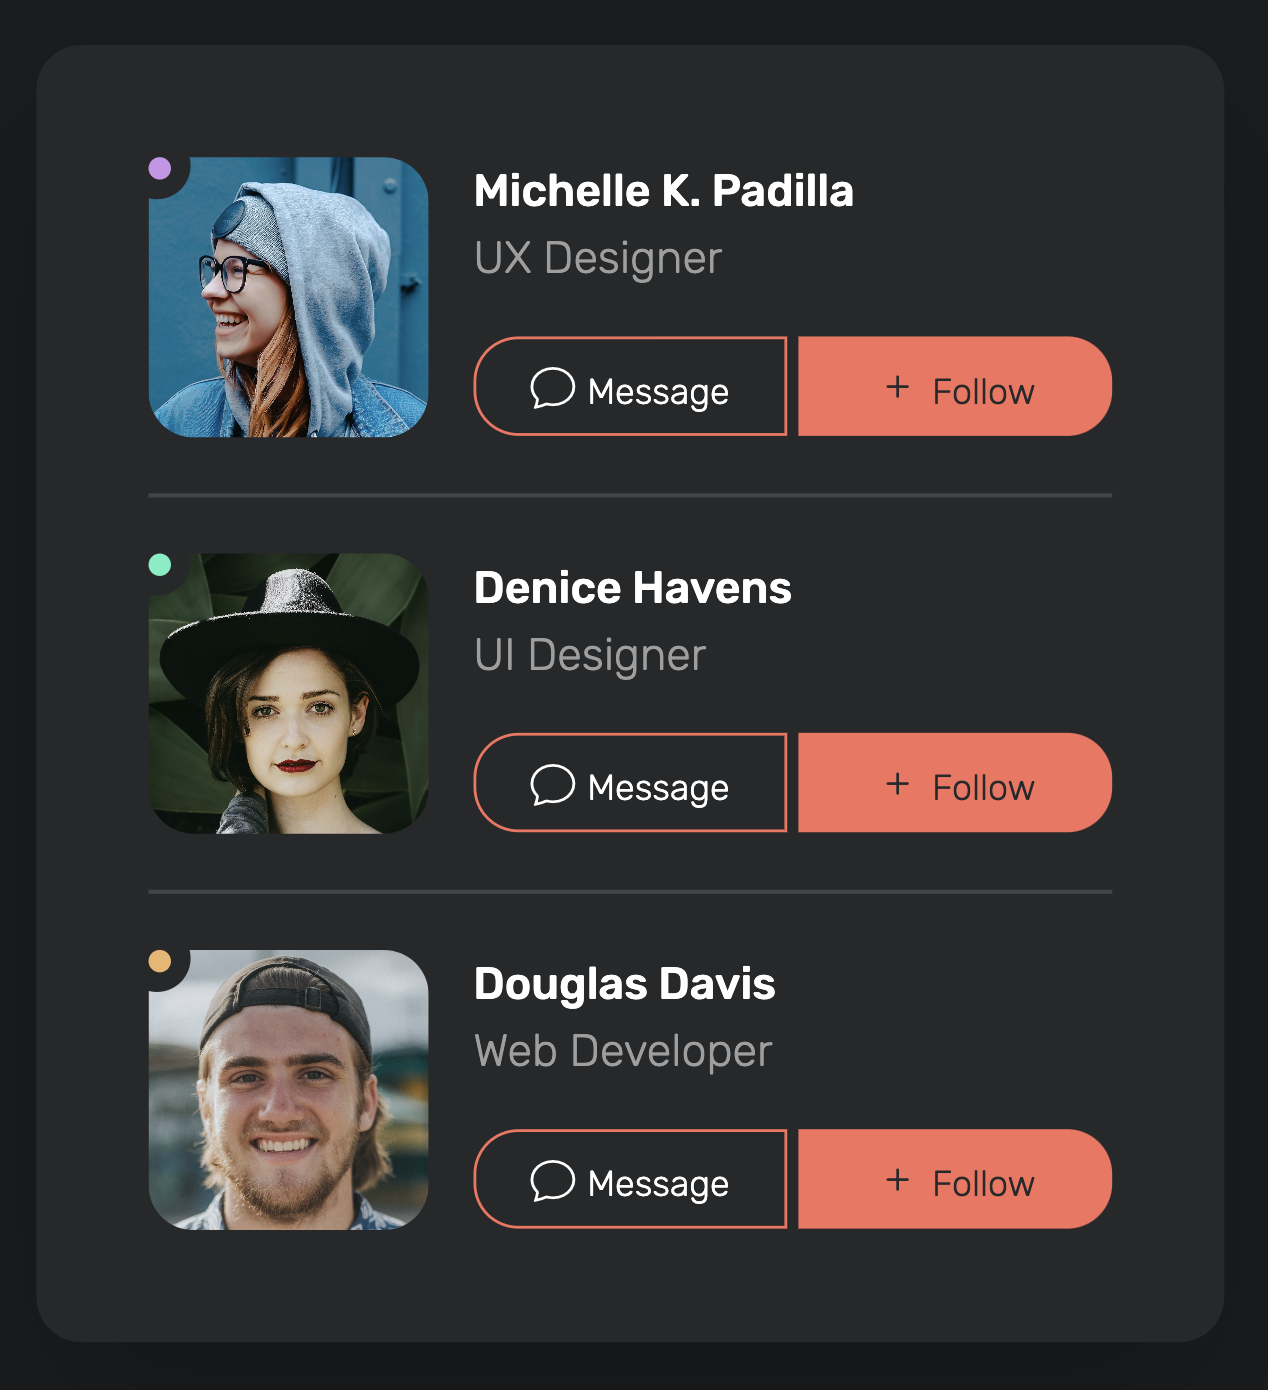 Michelle K. Padilla
UX Designer
Message
+ Follow
Denice Havens
UI Designer
Message
+ Follow
Douglas Davis
Web Developer
Message
+ Follow